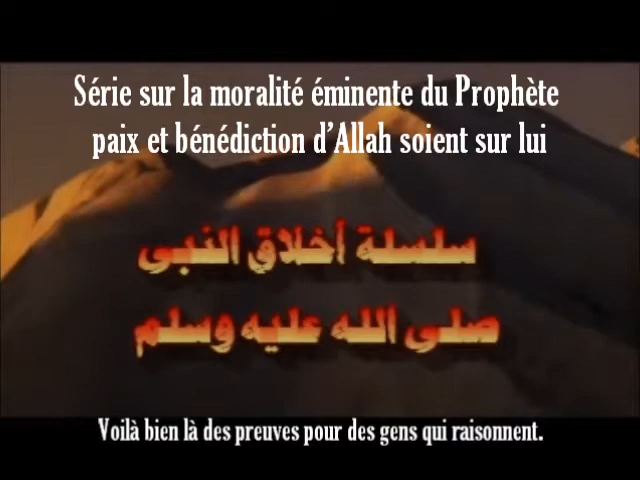 Série sur la moralité éminente du Prophète
paix et bénédiction d'Allah soient sur lui
سلسلة أخلاق النبي
صلى الله عليه وسلم
Voilà bien là des preuves pour des gens qui raisonnent.